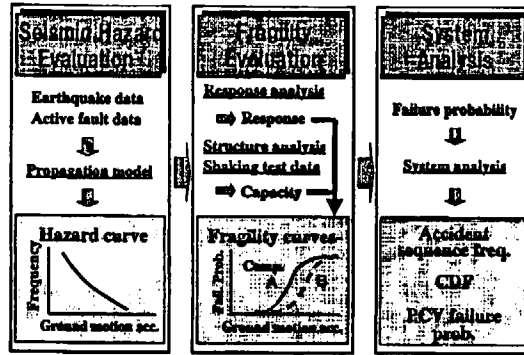 Seismic Hazard
Evaluation
Earthquake data
Active fault data
Propagation model
Hazard curve
Frequency
Ground motion acc.
Fragility
Evaluation
Response analysis
Response
Structure analysis
Shaking test data
Capacity
Fragility curves
Fail. Prob.
Comp.
A
B
Ground motion acc.
System
Analysis
Failure probability
System analysis
Accident
sequence freq.
CDF
PCV failure
prob.